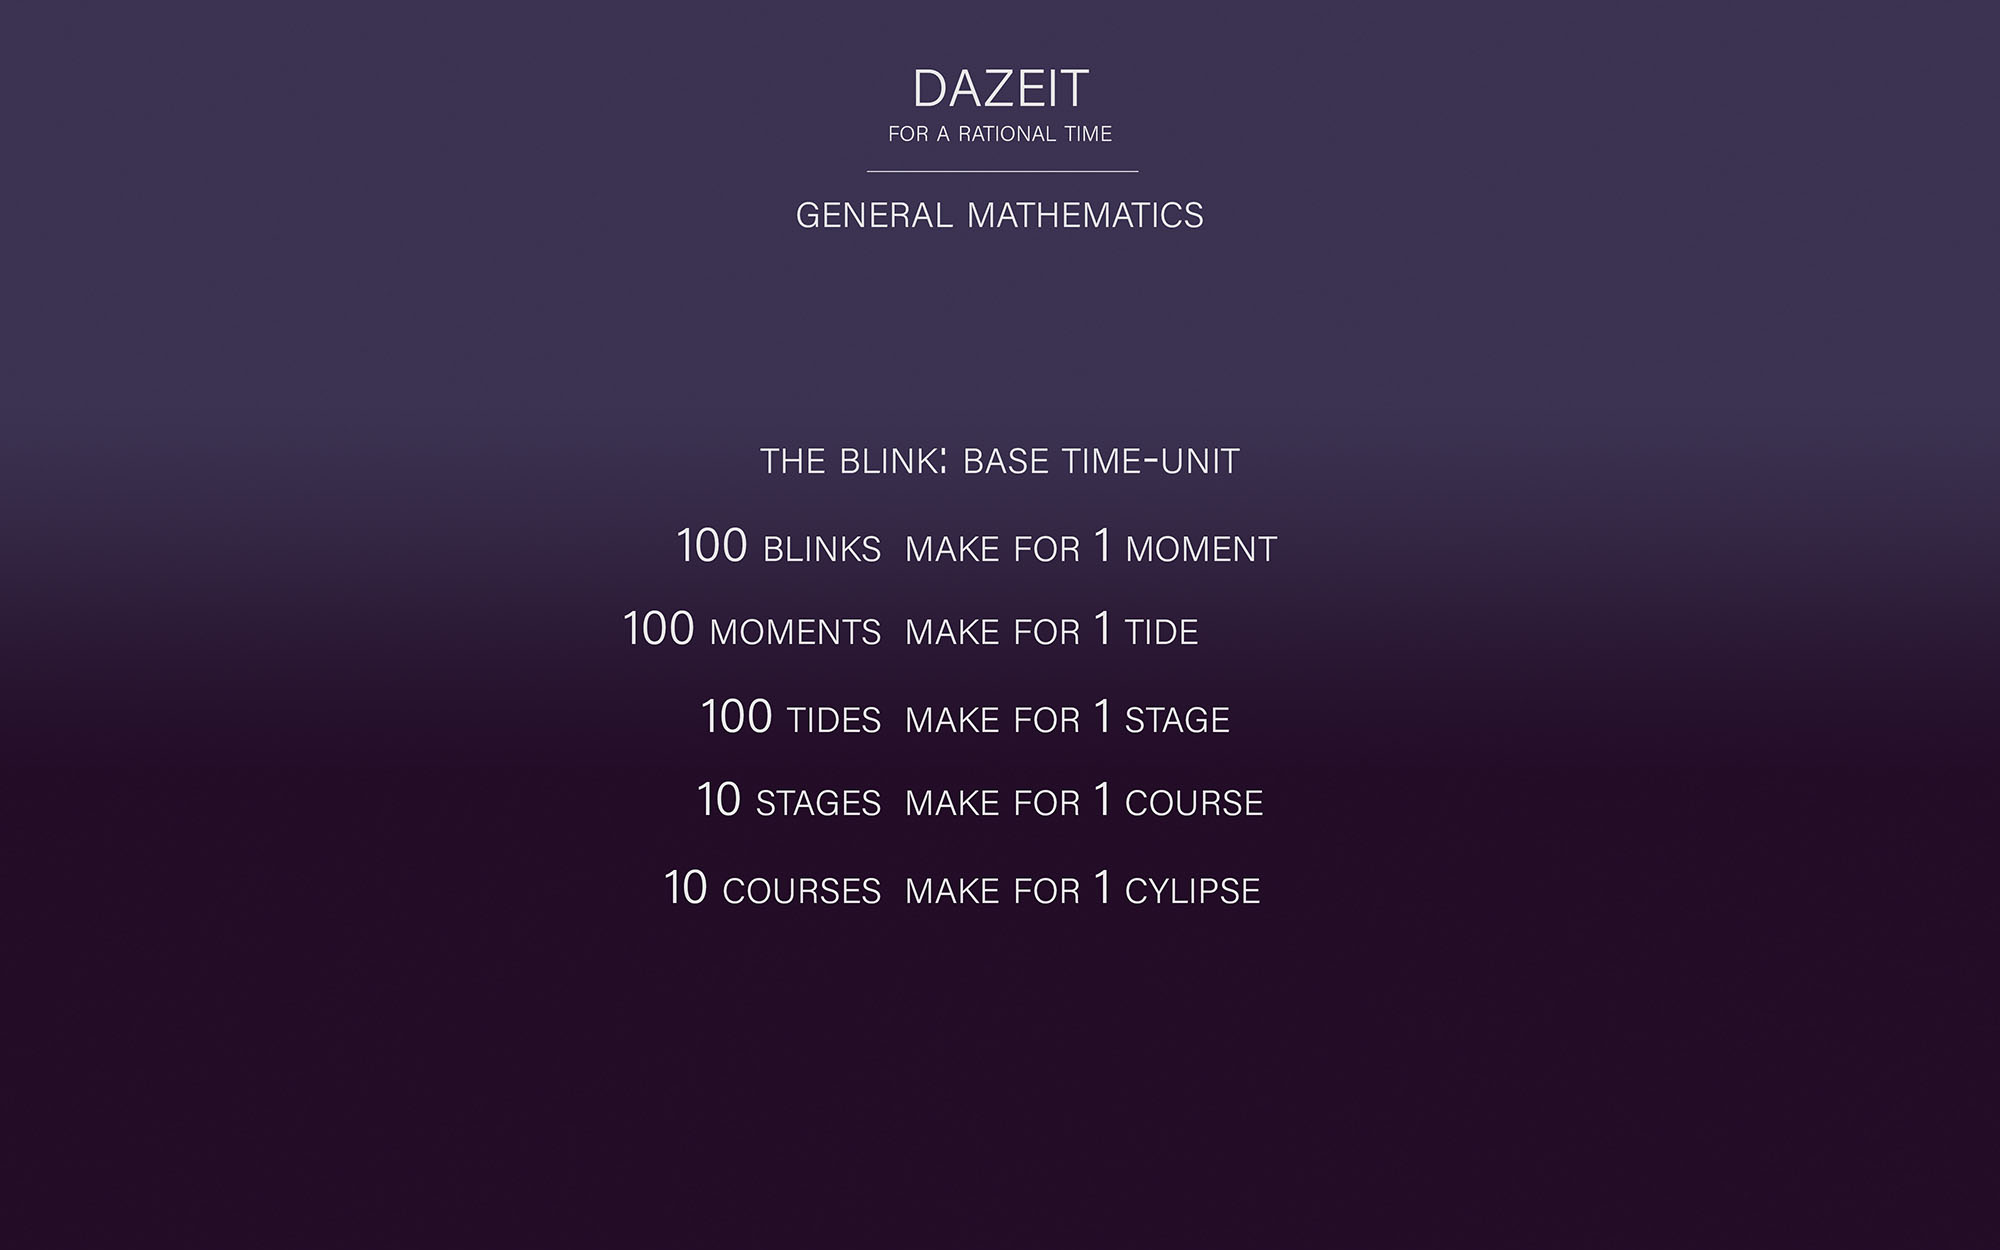 DAZEIT
FOR A RATIONAL TIME
GENERAL MATHEMATICS
THE BLINK: BASE TIME-UNIT
100 BLINKS MAKE FOR 1 MOMENT
100 MOMENTS MAKE FOR 1 TIDE
100 TIDES MAKE FOR 1 STAGE
10 STAGES MAKE FOR 1 COURSE
10 COURSES MAKE FOR 1 CYLIPSE